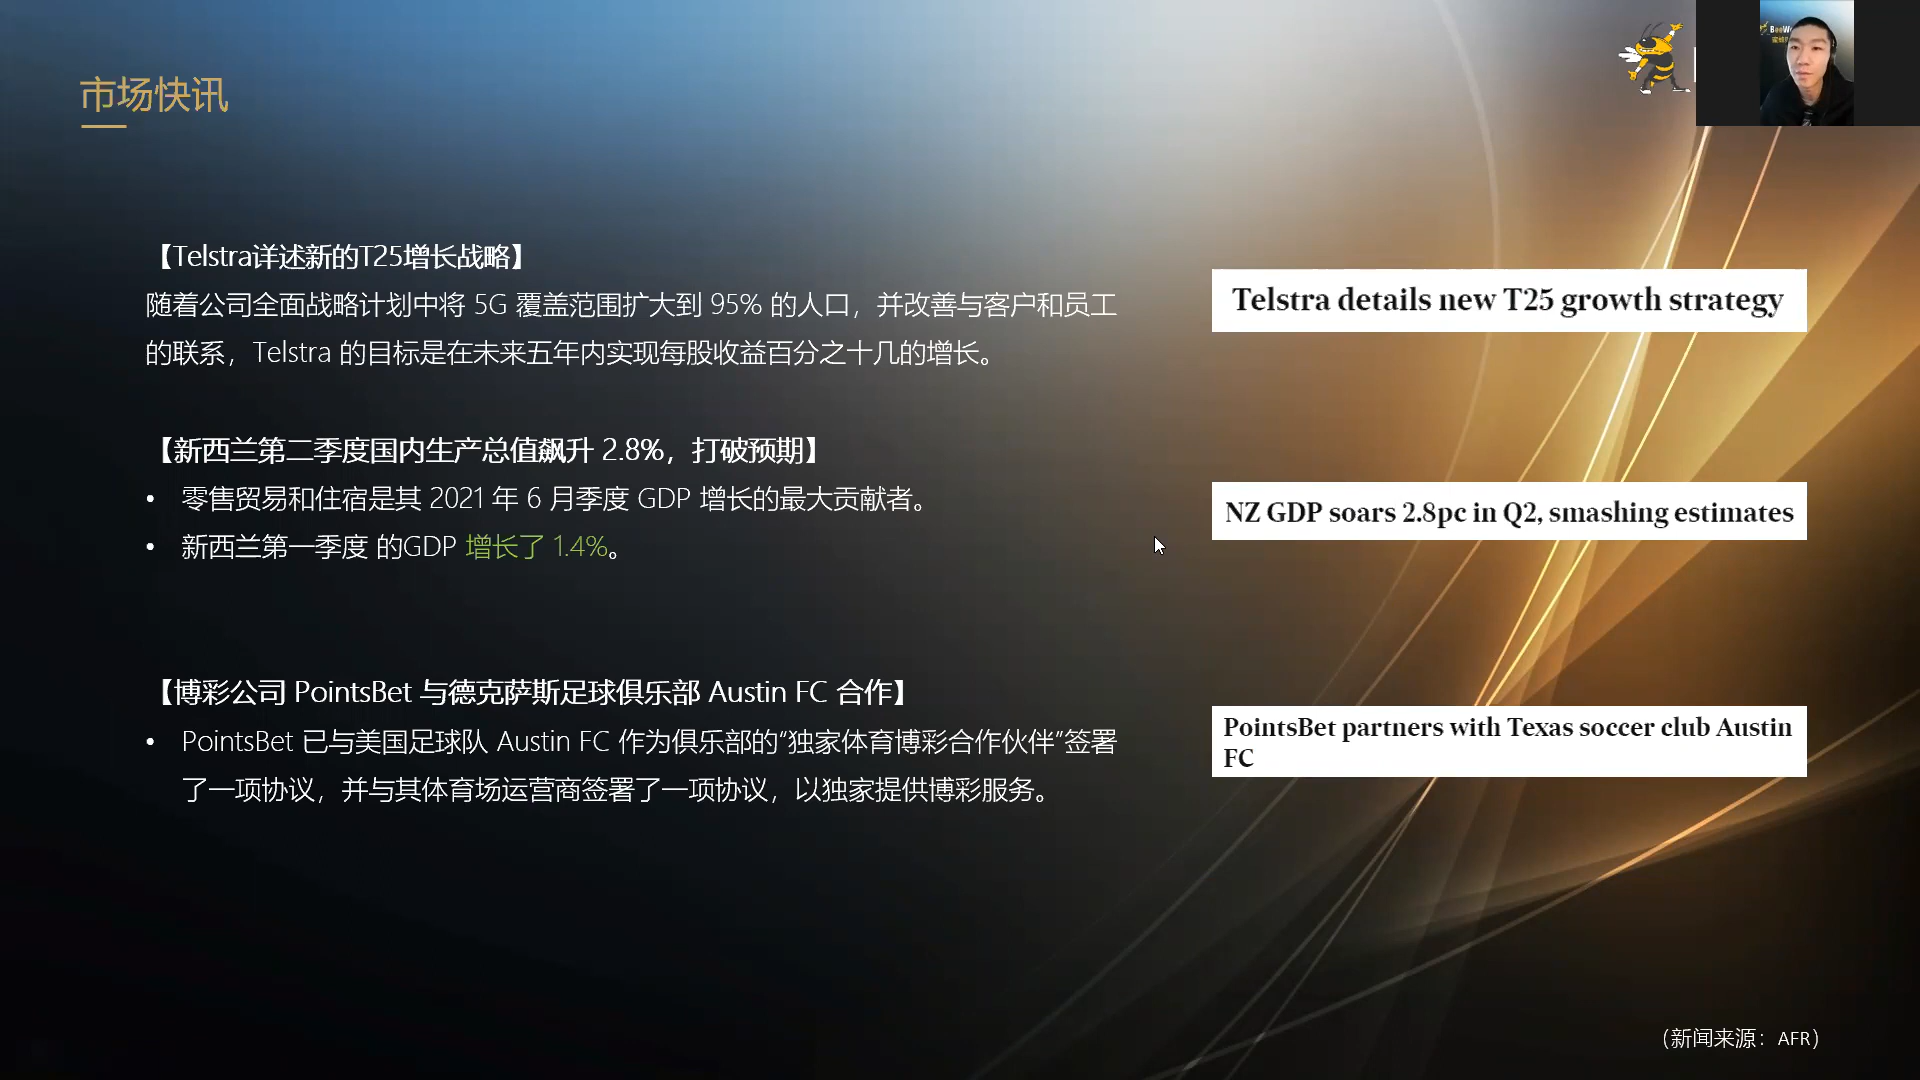 市场快讯
【Telstra详述新的T25增长战略】
随着公司全面战略计划中将 5G 覆盖范围扩大到 95% 的人口，并改善与客户和员工
的联系，Telstra 的目标是在未来五年内实现每股收益百分之十几的增长。
Telstra details new T25 growth strategy
【新西兰第二季度国内生产总值飙升 2.8%，打破预期】
• 零售贸易和住宿是其 2021 年 6 月季度 GDP 增长的最大贡献者。
• 新西兰第一季度 的GDP 增长了 1.4%。
NZ GDP soars 2.8pc in Q2, smashing estimates
【博彩公司 PointsBet 与德克萨斯足球俱乐部 Austin FC 合作】
• PointsBet 已与美国足球队 Austin FC 作为俱乐部的“独家体育博彩合作伙伴”签署
了一项协议，并与其体育场运营商签署了一项协议，以独家提供博彩服务。
PointsBet partners with Texas soccer club Austin
FC
（新闻来源：AFR）